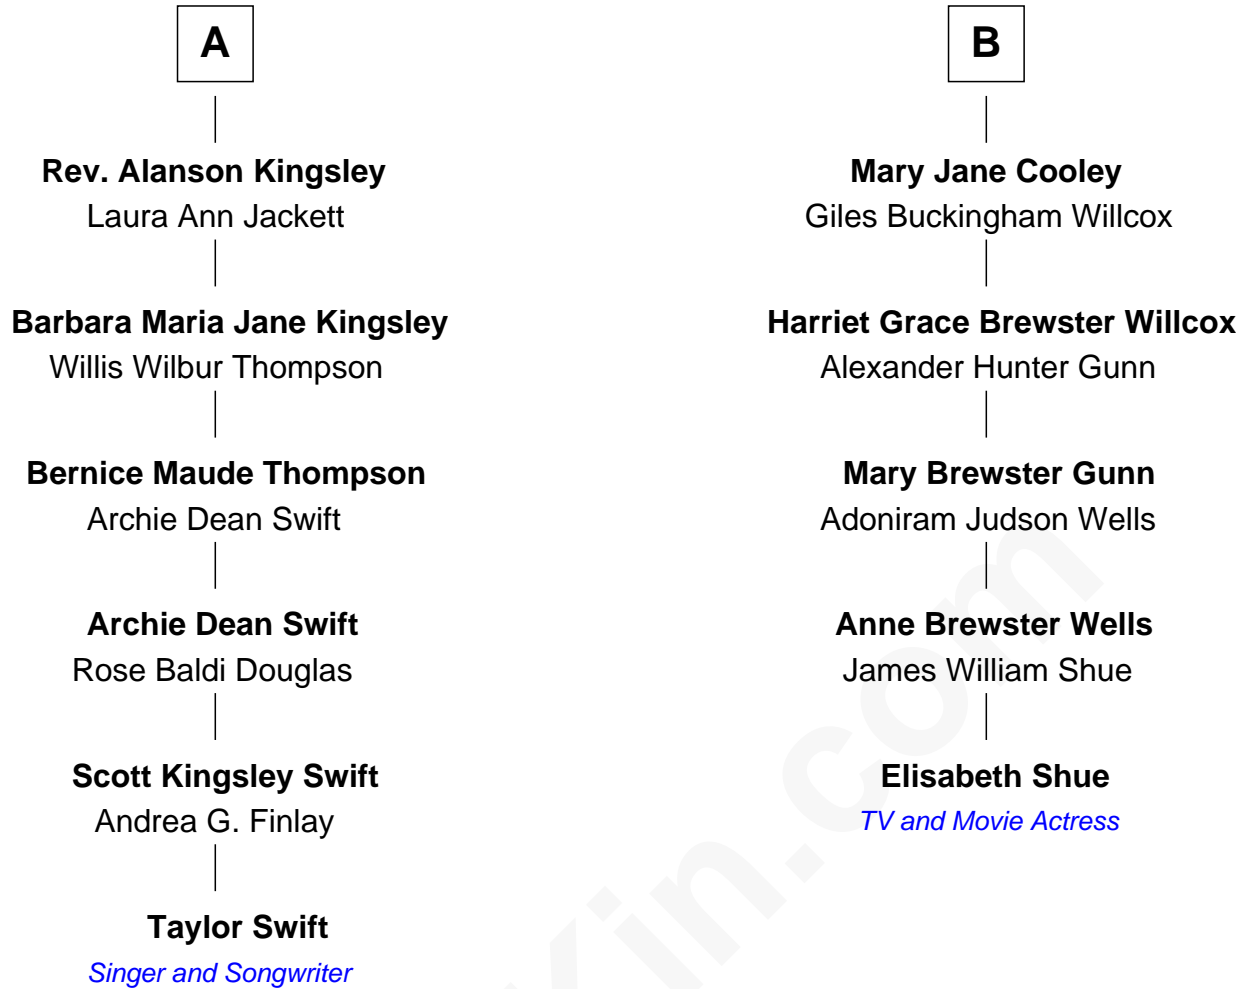 A
Rev. Alanson Kingsley
Laura Ann Jackett
Barbara Maria Jane Kingsley
Willis Wilbur Thompson
Bernice Maude Thompson
Archie Dean Swift
Archie Dean Swift
Rose Baldi Douglas
Scott Kingsley Swift
Andrea G. Finlay
Taylor Swift
Singer and Songwriter
B
Mary Jane Cooley
Giles Buckingham Willcox
Harriet Grace Brewster Willcox
Alexander Hunter Gunn
Mary Brewster Gunn
Adoniram Judson Wells
Anne Brewster Wells
James William Shue
Elisabeth Shue
TV and Movie Actress